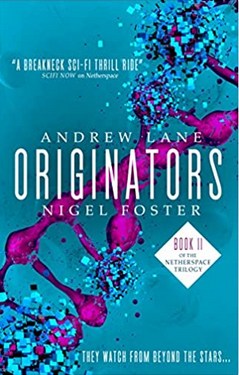 "A BREAKNECK SCI-FI THRILL RIDE"
SCIFI NOW on Netherspace
ANDREW LANE
ORIGINATORS
NIGEL FOSTER
BOOK II
OF THE
NETHERSPACE
TRILOGY
THEY WATCH FROM BEYOND THE STARS...